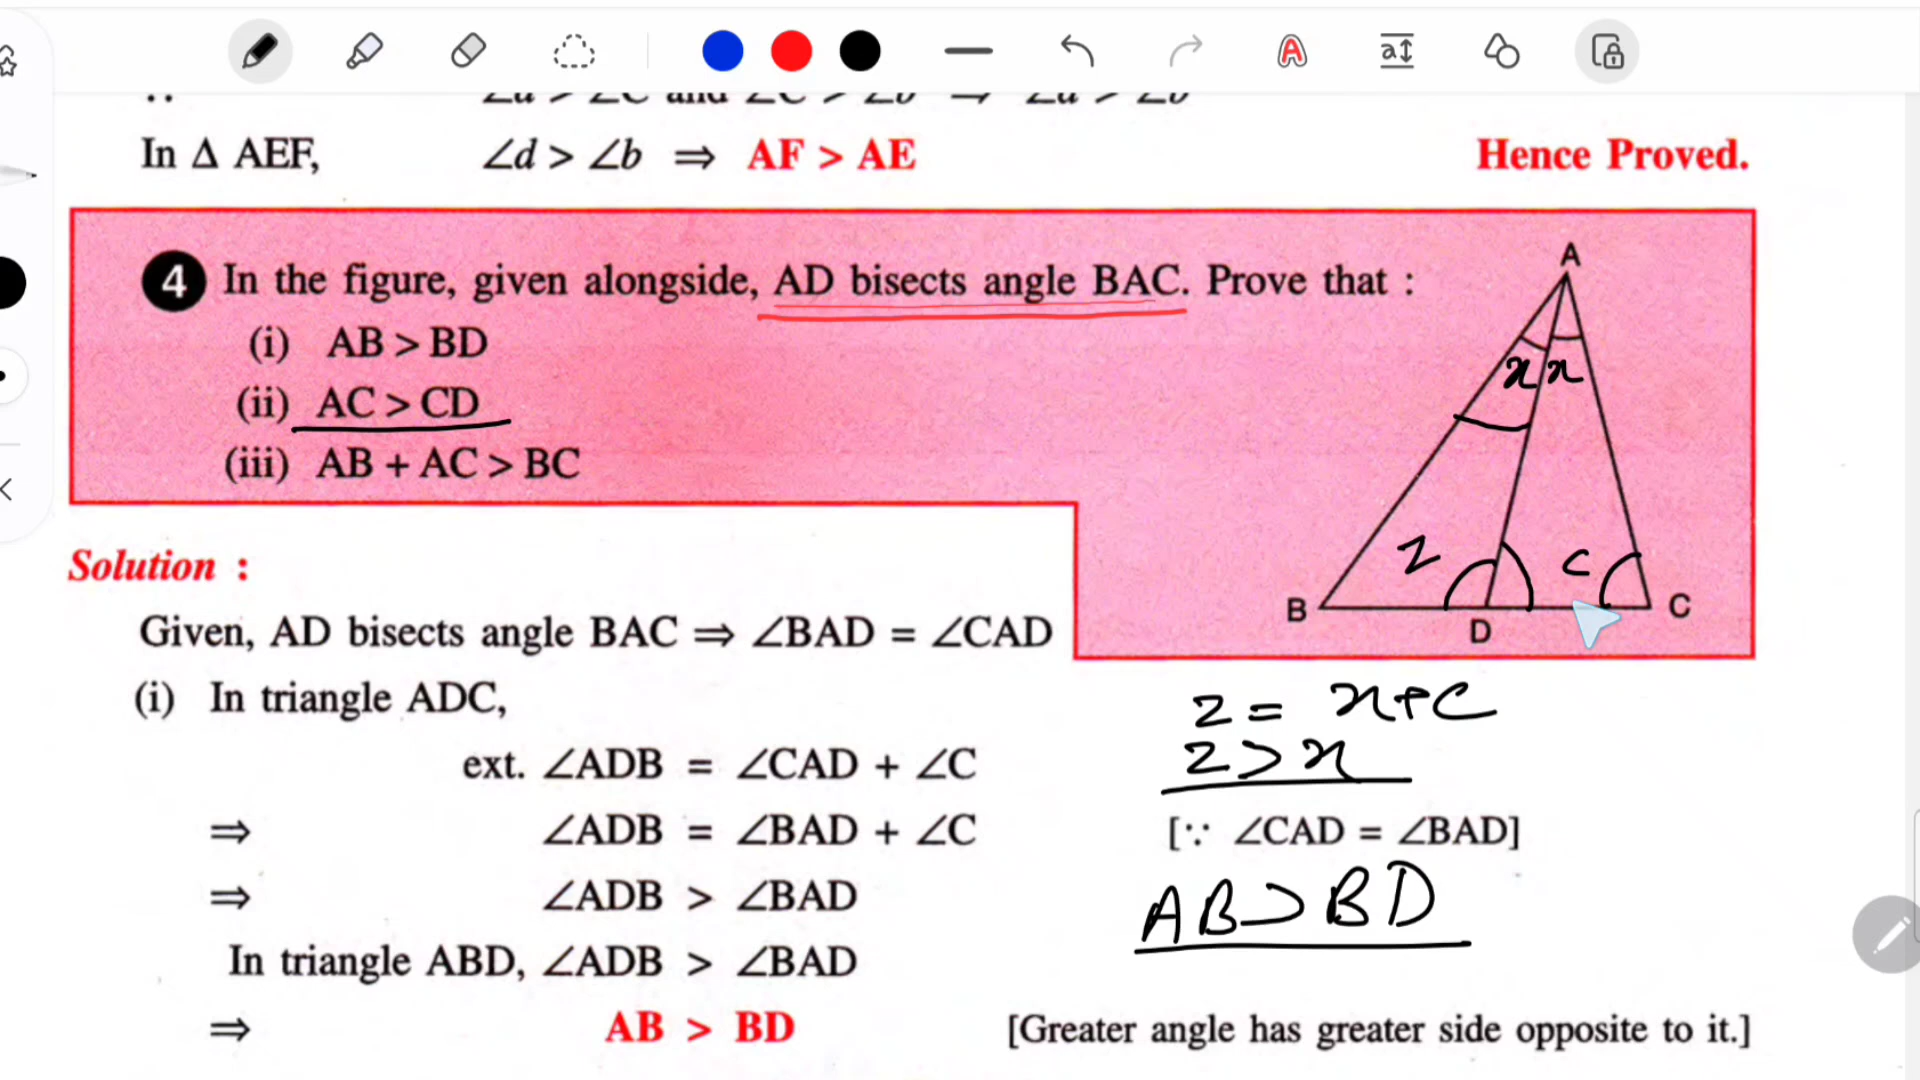 In Δ AEF, ∠d > ∠b ⇒ AF > AE Hence Proved.
4 In the figure, given alongside, AD bisects angle BAC. Prove that :
(i) AB > BD
(ii) AC > CD
(iii) AB + AC > BC
A
x x
z c
B D C
Solution :
Given, AD bisects angle BAC ⇒ ∠BAD = ∠CAD
(i) In triangle ADC,
z = x+c
z > x
ext. ∠ADB = ∠CAD + ∠C
⇒ ∠ADB = ∠BAD + ∠C [∵ ∠CAD = ∠BAD]
⇒ ∠ADB > ∠BAD
AB > BD
In triangle ABD, ∠ADB > ∠BAD
⇒ AB > BD [Greater angle has greater side opposite to it.]